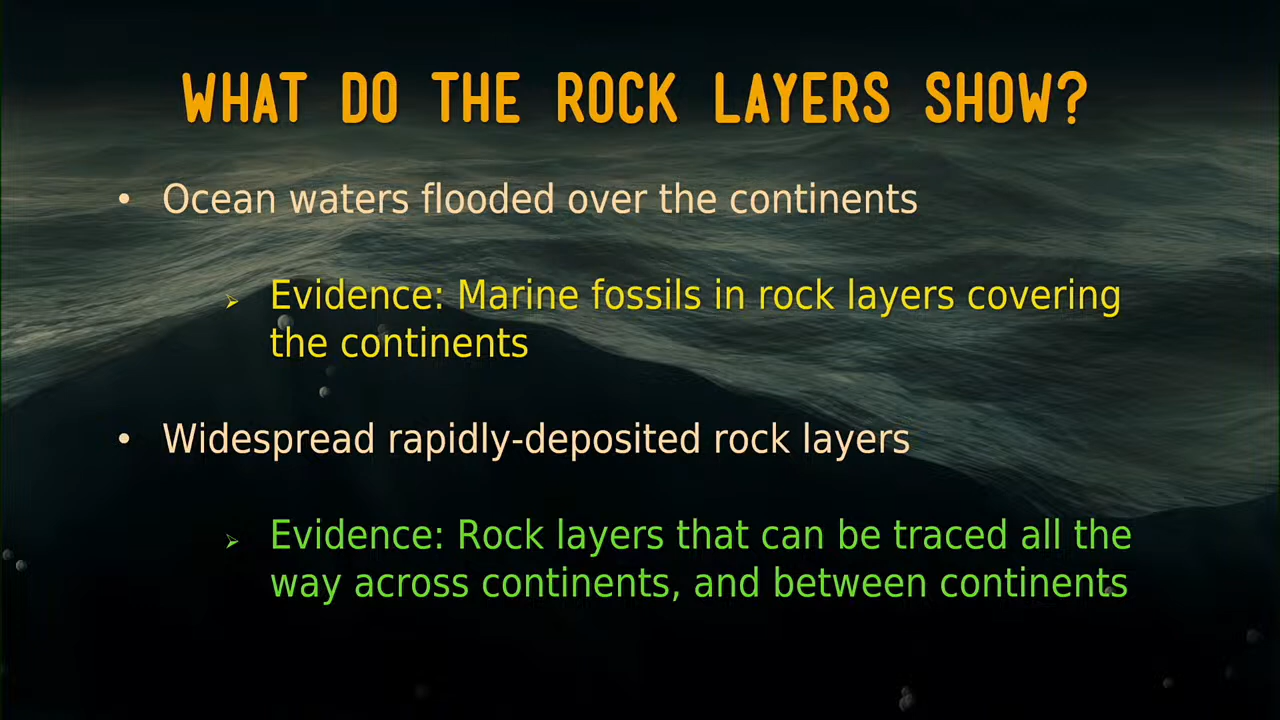 WHAT DO THE ROCK LAYERS SHOW?
• Ocean waters flooded over the continents
➢ Evidence: Marine fossils in rock layers covering
the continents
• Widespread rapidly-deposited rock layers
➢ Evidence: Rock layers that can be traced all the
way across continents, and between continents